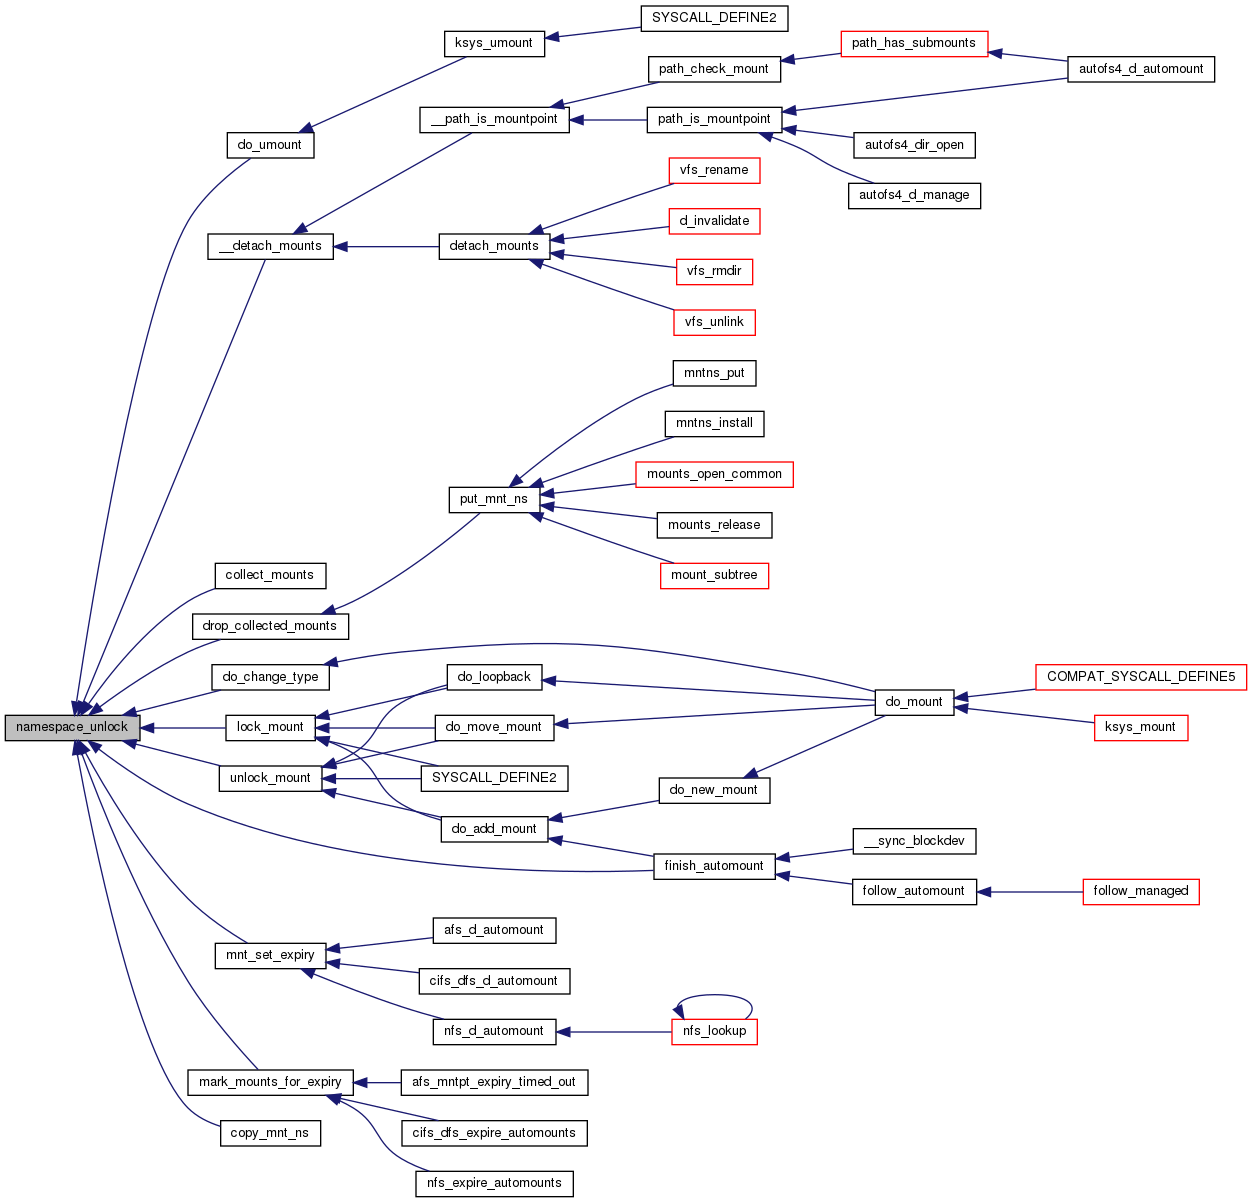 SYSCALL_DEFINE2
ksys_umount
path_has_submounts
path_check_mount
autofs4_d_automount
__path_is_mountpoint
path_is_mountpoint
do_umount
autofs4_dir_open
vfs_rename
autofs4_d_manage
d_invalidate
__detach_mounts
detach_mounts
vfs_rmdir
vfs_unlink
mntns_put
mntns_install
mounts_open_common
put_mnt_ns
mounts_release
collect_mounts
mount_subtree
drop_collected_mounts
do_change_type
do_loopback
COMPAT_SYSCALL_DEFINE5
do_mount
namespace_unlock
lock_mount
do_move_mount
ksys_mount
unlock_mount
SYSCALL_DEFINE2
do_new_mount
do_add_mount
__sync_blockdev
finish_automount
follow_automount
follow_managed
afs_d_automount
mnt_set_expiry
cifs_dfs_d_automount
nfs_d_automount
nfs_lookup
mark_mounts_for_expiry
afs_mntpt_expiry_timed_out
copy_mnt_ns
cifs_dfs_expire_automounts
nfs_expire_automounts